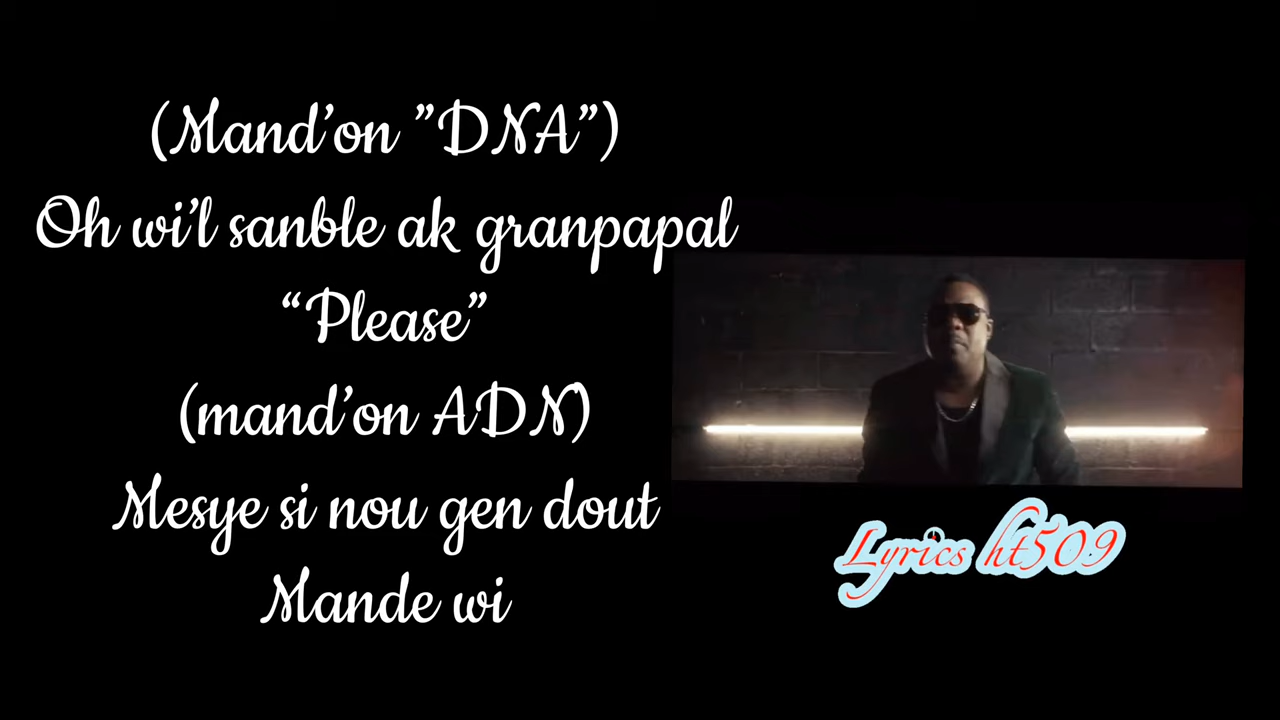 (Mand’on ”DNA”)
Oh wi’l sanble ak granpapal
“Please”
(mand’on ADN)
Mesye si nou gen dout
Mande wi
Lyrics ht509